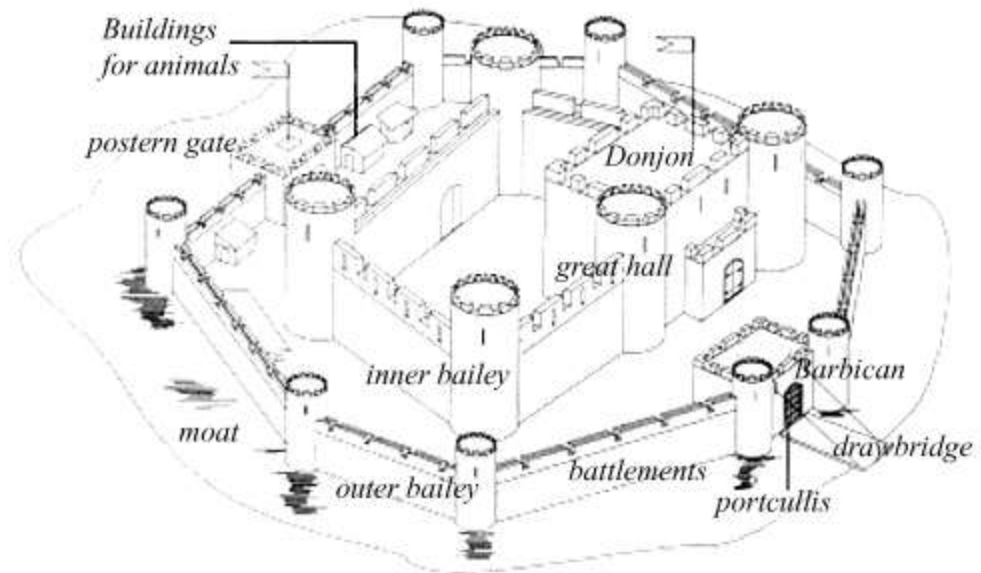 Buildings
for animals
postern gate
Donjon
great hall
inner bailey
Barbican
moat
drawbridge
battlements
outer bailey
portcullis